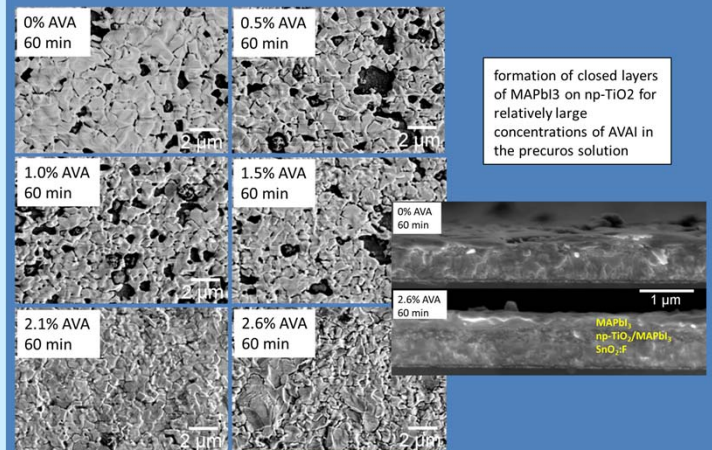 0% AVA
60 min
2 μm
0.5% AVA
60 min
2 μm
formation of closed layers
of MAPbI3 on np-TiO2 for
relatively large
concentrations of AVAI in
the precuros solution
1.0% AVA
60 min
2 μm
1.5% AVA
60 min
2 μm
0% AVA
60 min
1 μm
2.6% AVA
60 min
MAPbI₃
np-TiO₂/MAPbI₃
SnO₂:F
2.1% AVA
60 min
2 μm
2.6% AVA
60 min
2 μm